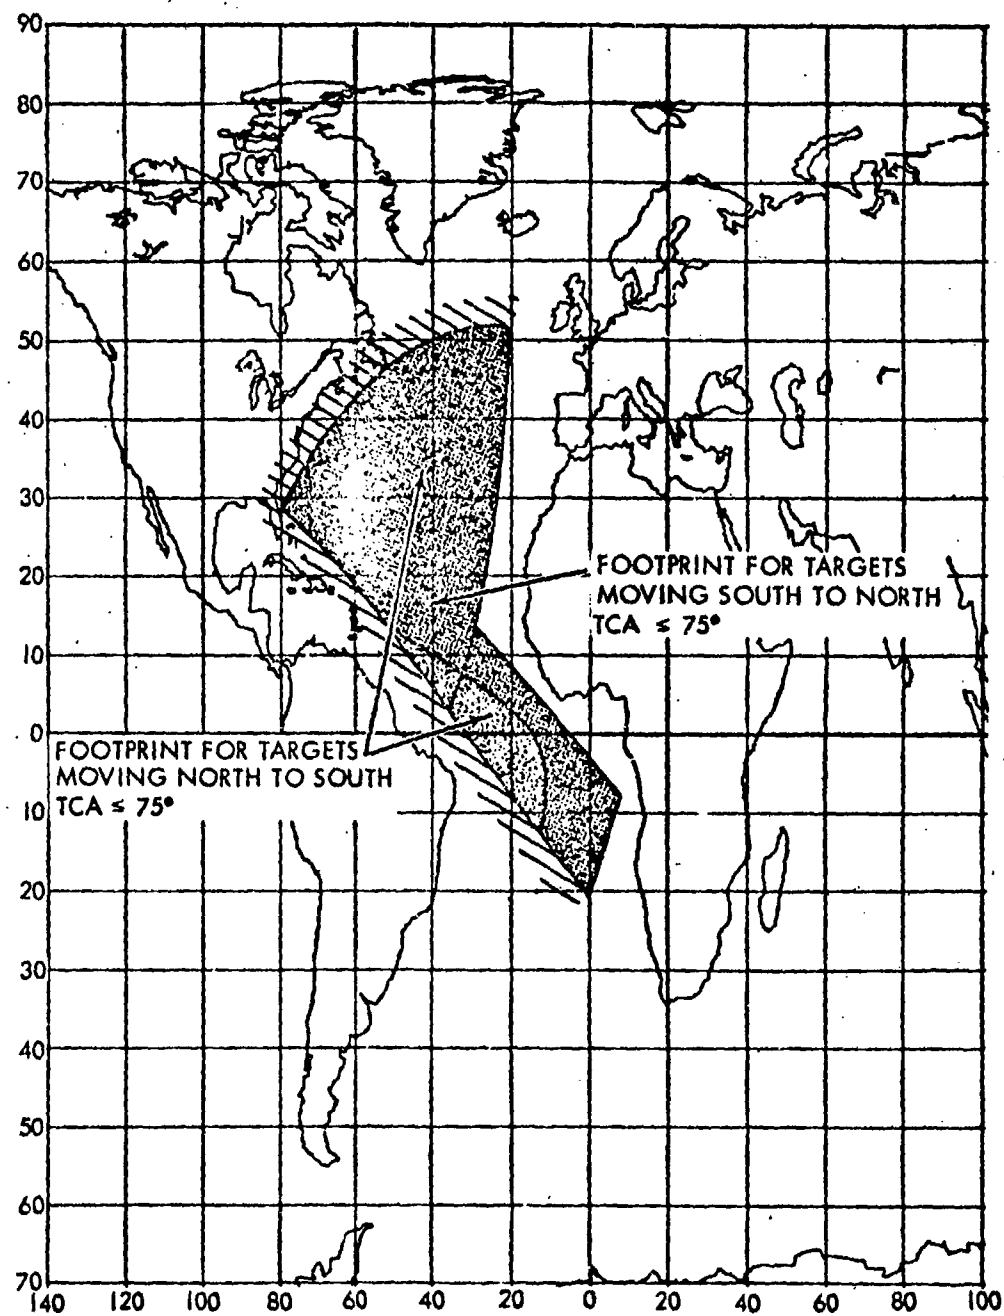 90
80
70
60
50
40
30
20
10
0
10
20
30
40
50
60
70
140 120 100 80 60 40 20 0 20 40 60 80 100
FOOTPRINT FOR TARGETS
MOVING SOUTH TO NORTH
TCA ≤ 75°
FOOTPRINT FOR TARGETS
MOVING NORTH TO SOUTH
TCA ≤ 75°